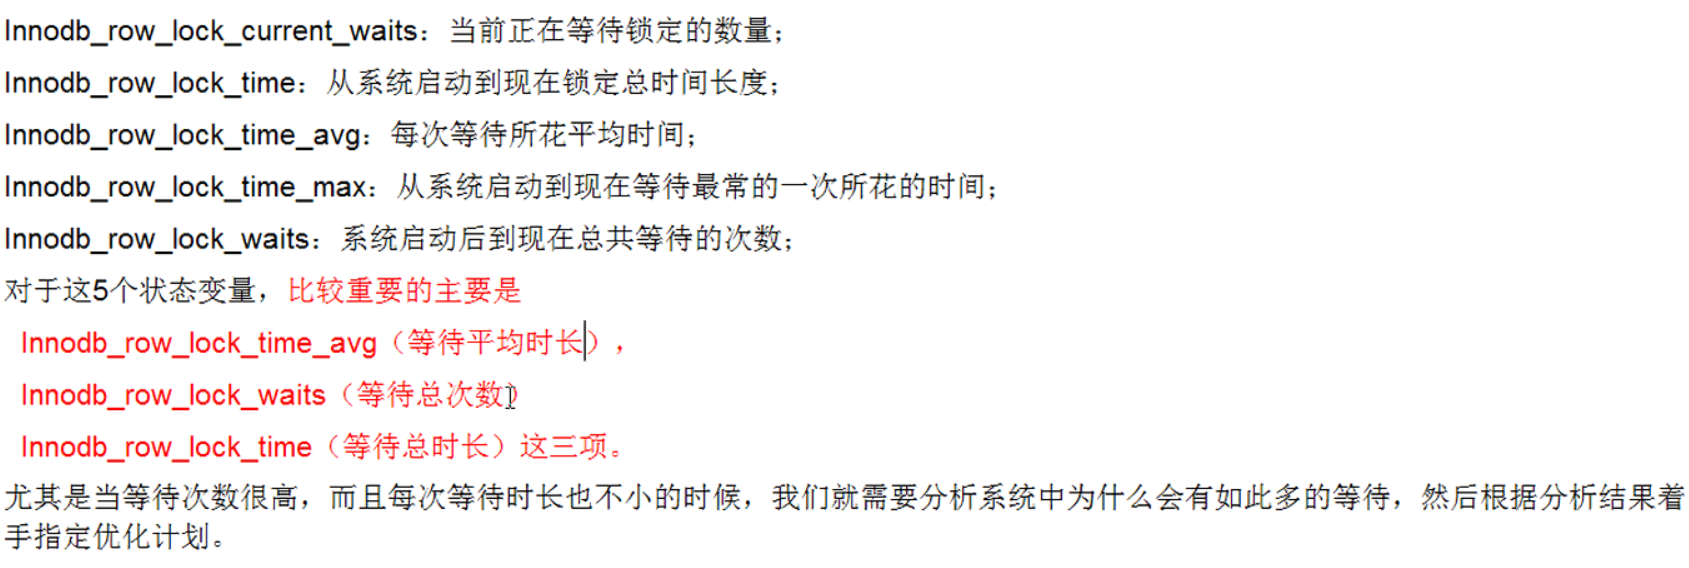 Innodb_row_lock_current_waits：当前正在等待锁定的数量；
Innodb_row_lock_time：从系统启动到现在锁定总时间长度；
Innodb_row_lock_time_avg：每次等待所花平均时间；
Innodb_row_lock_time_max：从系统启动到现在等待最常的一次所花的时间；
Innodb_row_lock_waits：系统启动后到现在总共等待的次数；
对于这5个状态变量，比较重要的主要是
Innodb_row_lock_time_avg（等待平均时长），
Innodb_row_lock_waits（等待总次数）
Innodb_row_lock_time（等待总时长）这三项。
尤其是当等待次数很高，而且每次等待时长也不小的时候，我们就需要分析系统中为什么会有如此多的等待，然后根据分析结果着
手指定优化计划。